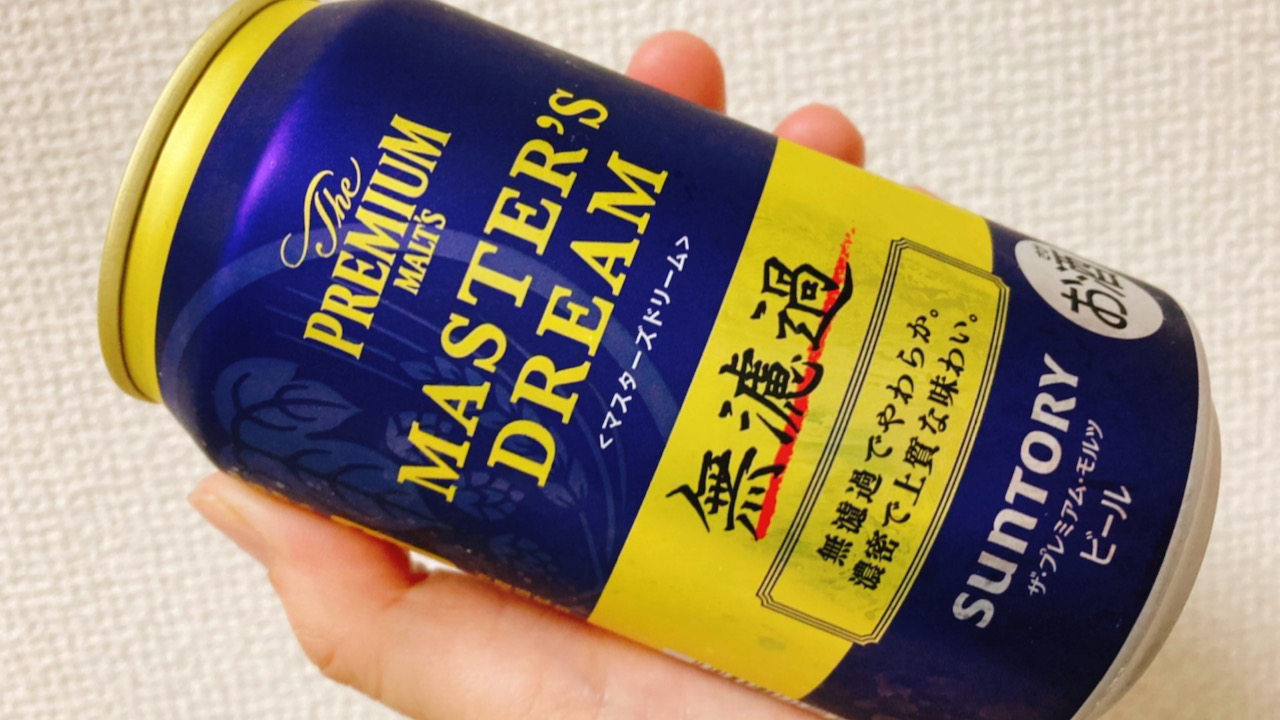 The
PREMIUM
MALT'S
MASTER'S
DREAM
<マスターズドリーム>
無濾過
無濾過でやわらか。
濃密で上質な味わい。
お酒
SUNTORY
ザ・プレミアム・モルツ
ビール